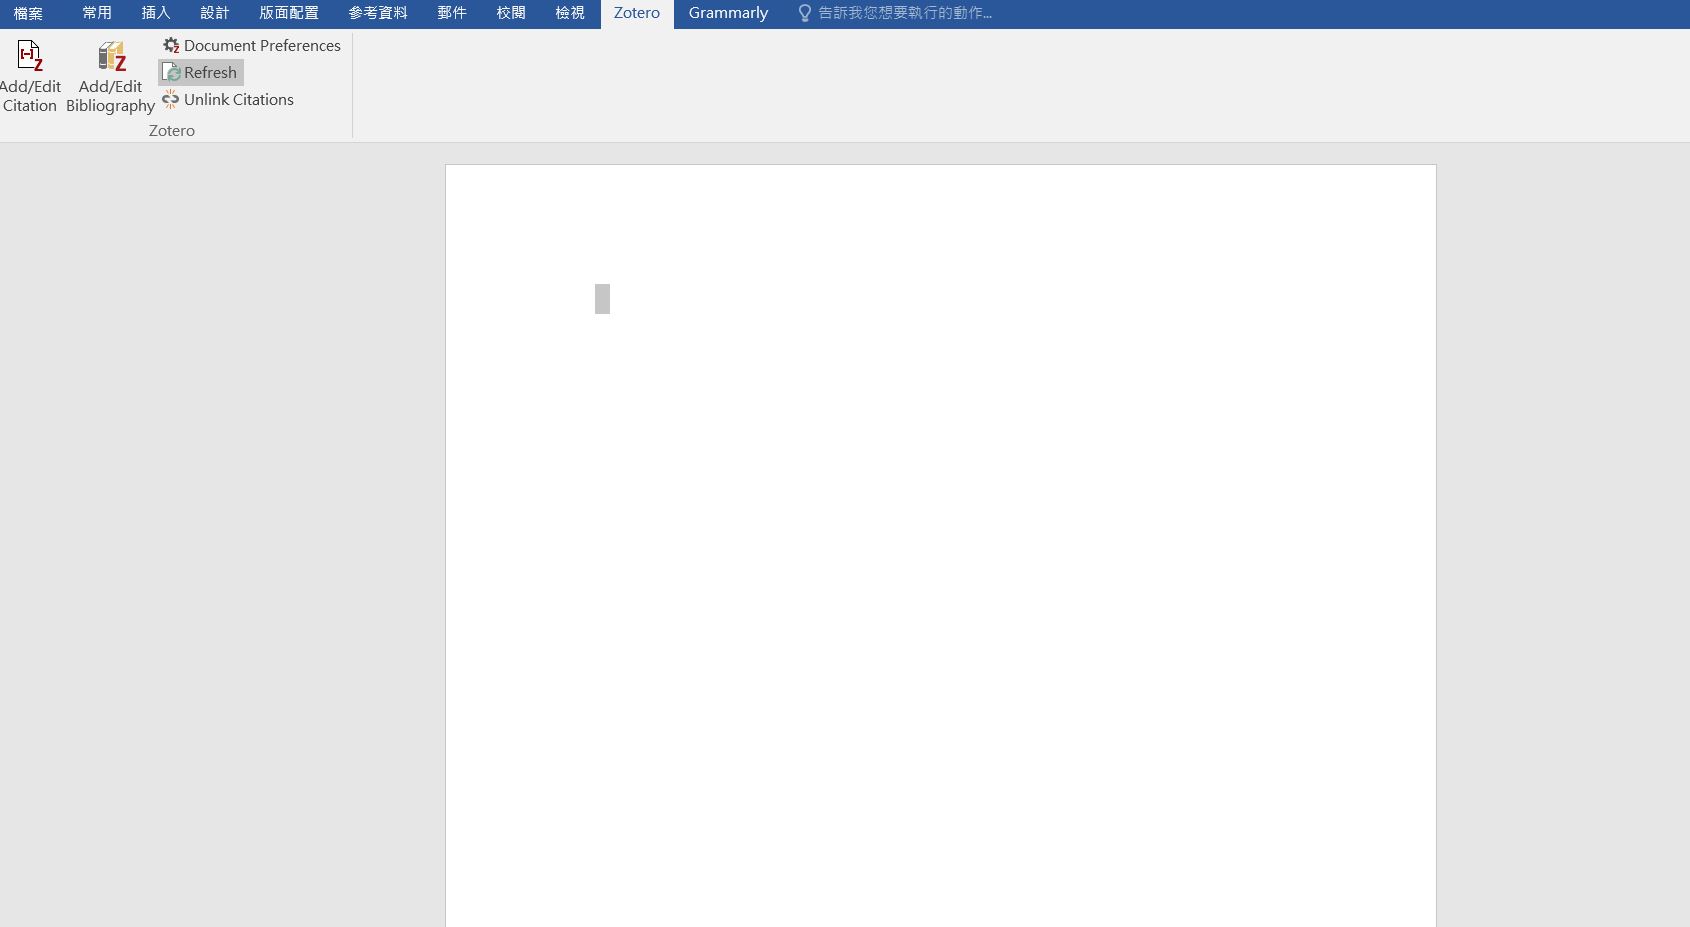 檔案 常用 插入 設計 版面配置 參考資料 郵件 校閱 檢視 Zotero Grammarly 告訴我您想要執行的動作...
Add/Edit Citation
Add/Edit Bibliography
Document Preferences
Refresh
Unlink Citations
Zotero